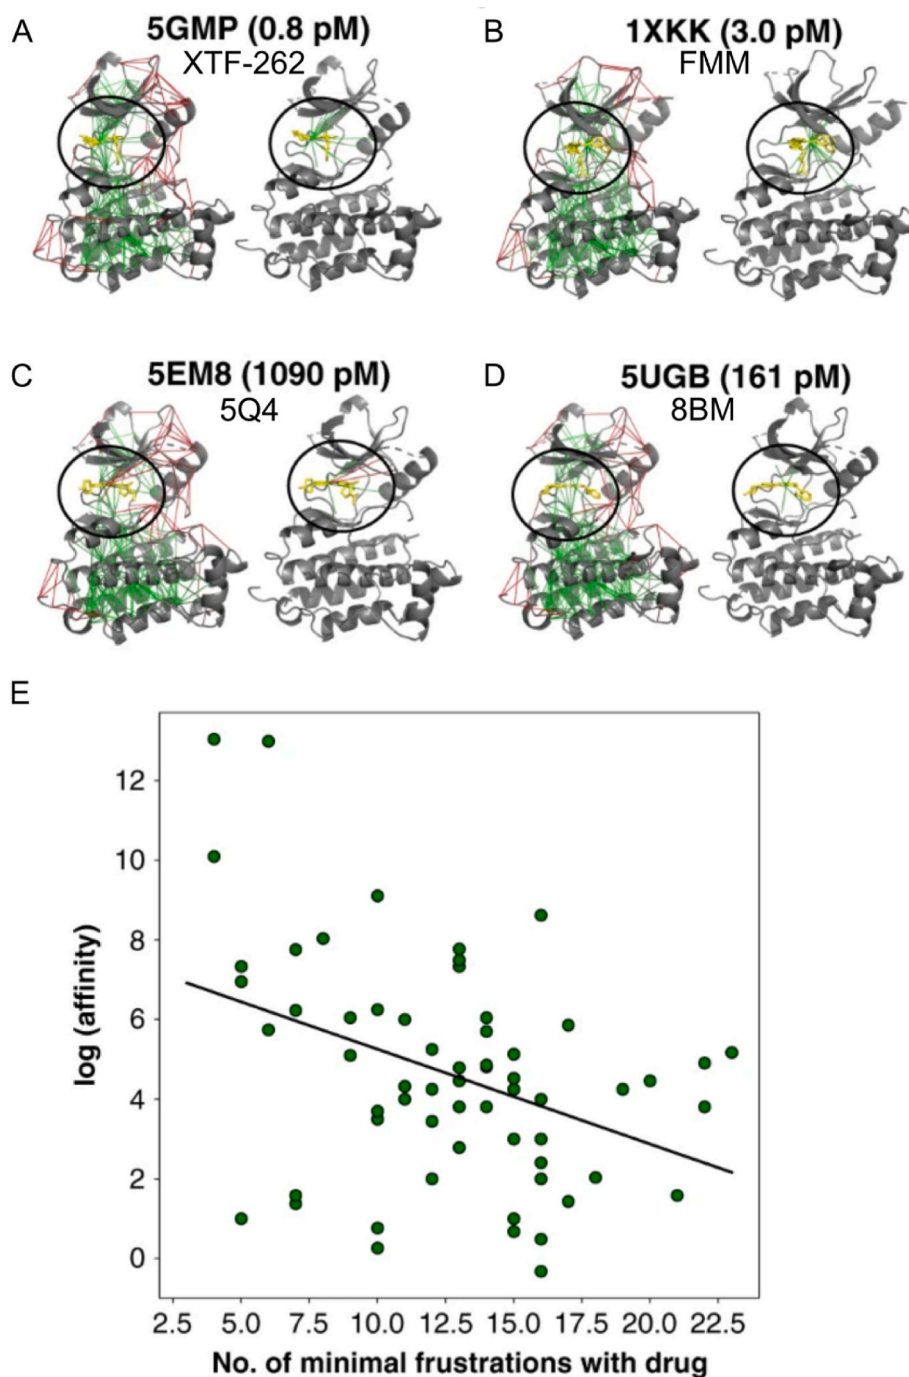 A
5GMP (0.8 pM)
XTF-262
B
1XKK (3.0 pM)
FMM
C
5EM8 (1090 pM)
5Q4
D
5UGB (161 pM)
8BM
E
12
10
8
6
4
2
0
log (affinity)
2.5 5.0 7.5 10.0 12.5 15.0 17.5 20.0 22.5
No. of minimal frustrations with drug